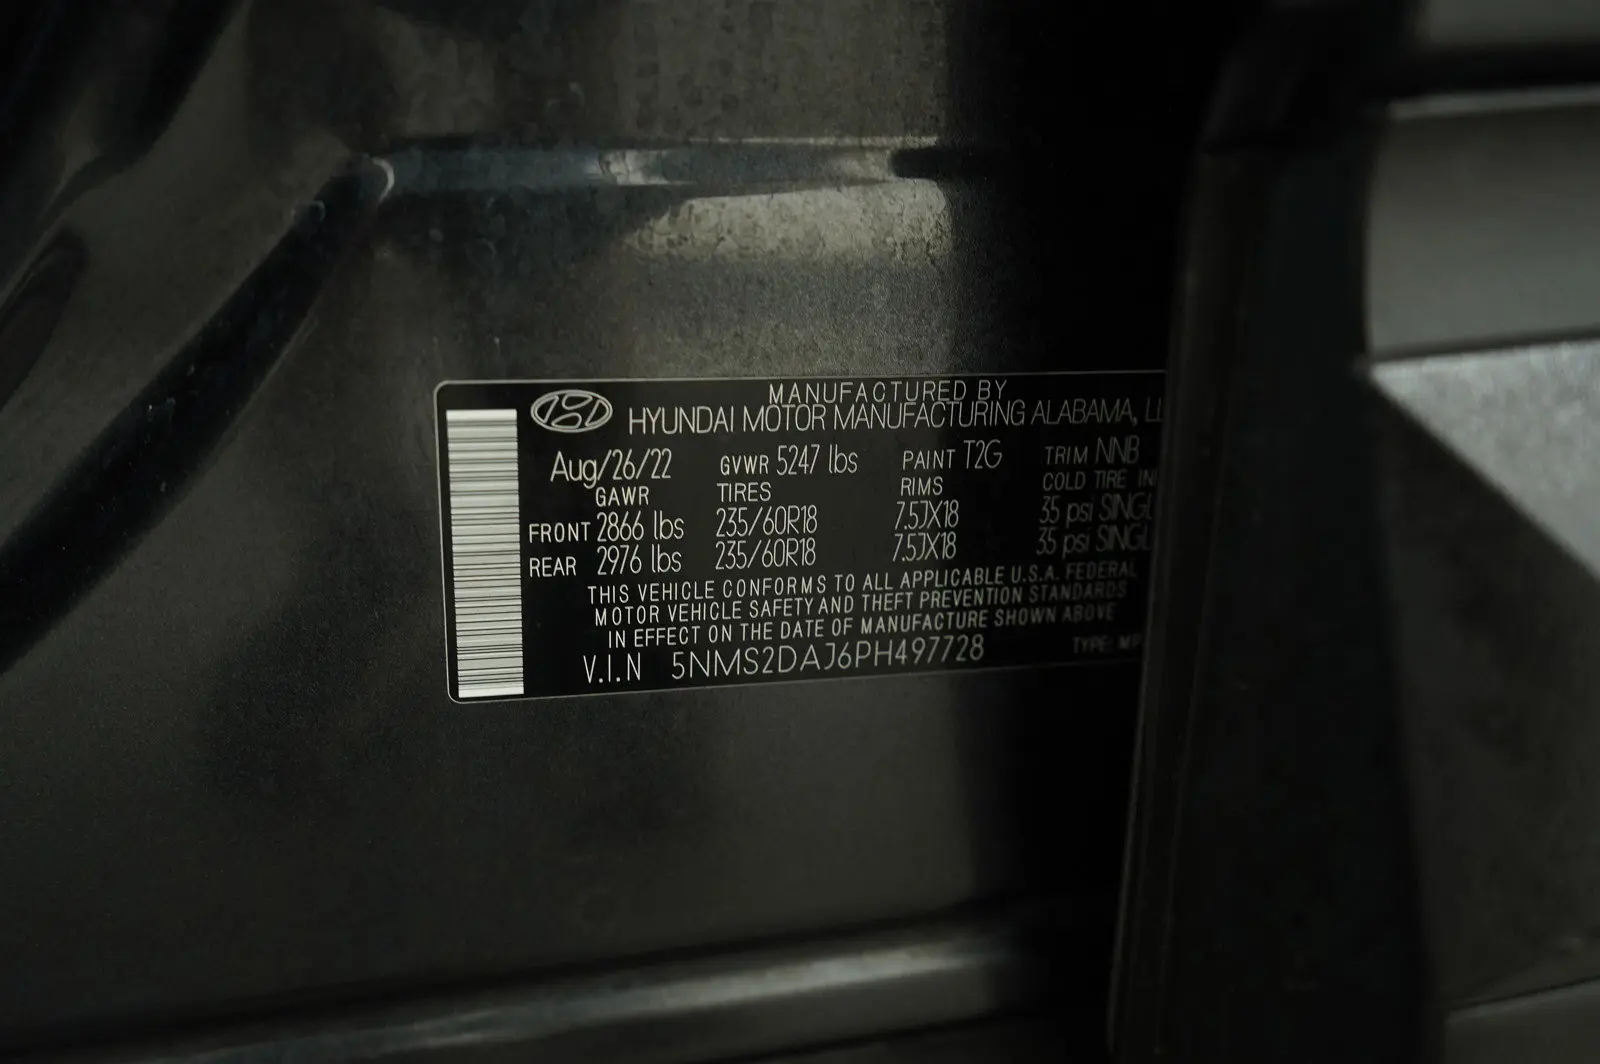 MANUFACTURED BY
HYUNDAI MOTOR MANUFACTURING ALABAMA,
Aug/26/22 GVWR 5247 lbs PAINT T2G TRIM NNB
GAWR TIRES RIMS COLD TIRE
FRONT 2866 lbs 235/60R18 7.5JX18 35 psi
REAR 2976 lbs 235/60R18 7.5JX18 35 psi
THIS VEHICLE CONFORMS TO ALL APPLICABLE U.S.A. FEDERAL
MOTOR VEHICLE SAFETY AND THEFT PREVENTION STANDARDS
IN EFFECT ON THE DATE OF MANUFACTURE SHOWN ABOVE
V.I.N 5NMS2DAJ6PH497728 TYPE: